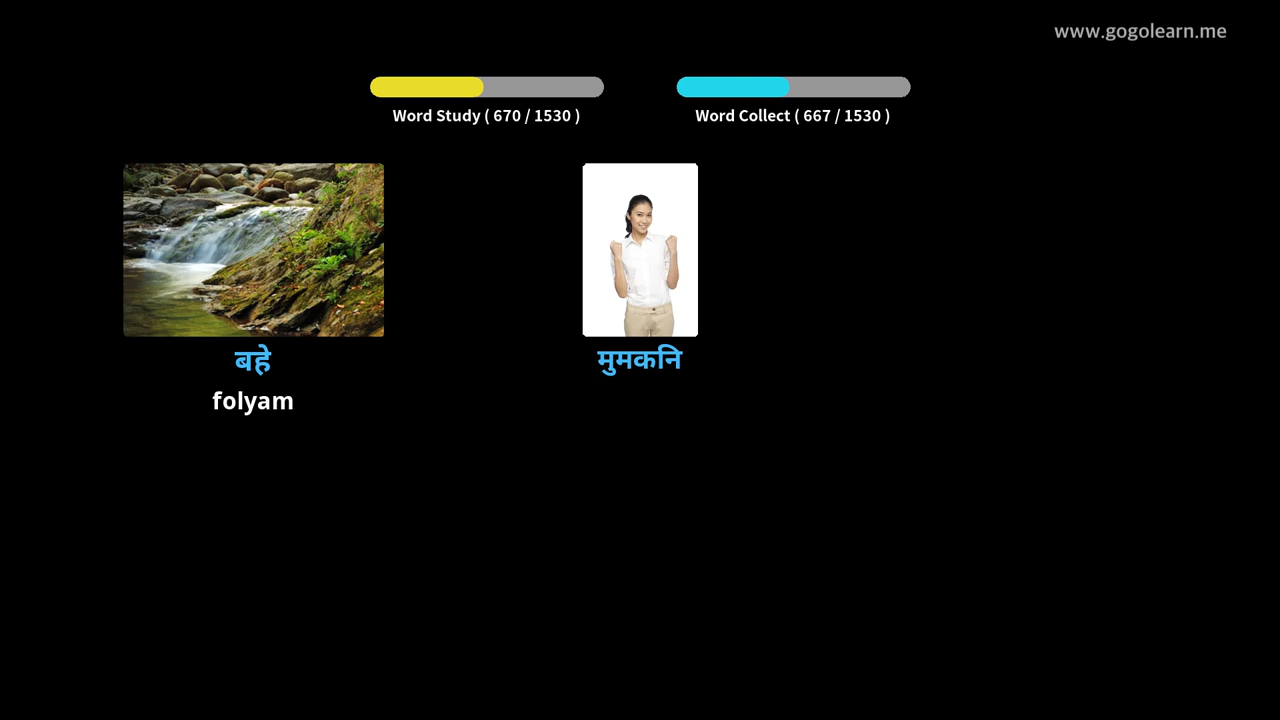 www.gogolearn.me
Word Study ( 670 / 1530 )
Word Collect ( 667 / 1530 )
बहे
मुमकनि
folyam